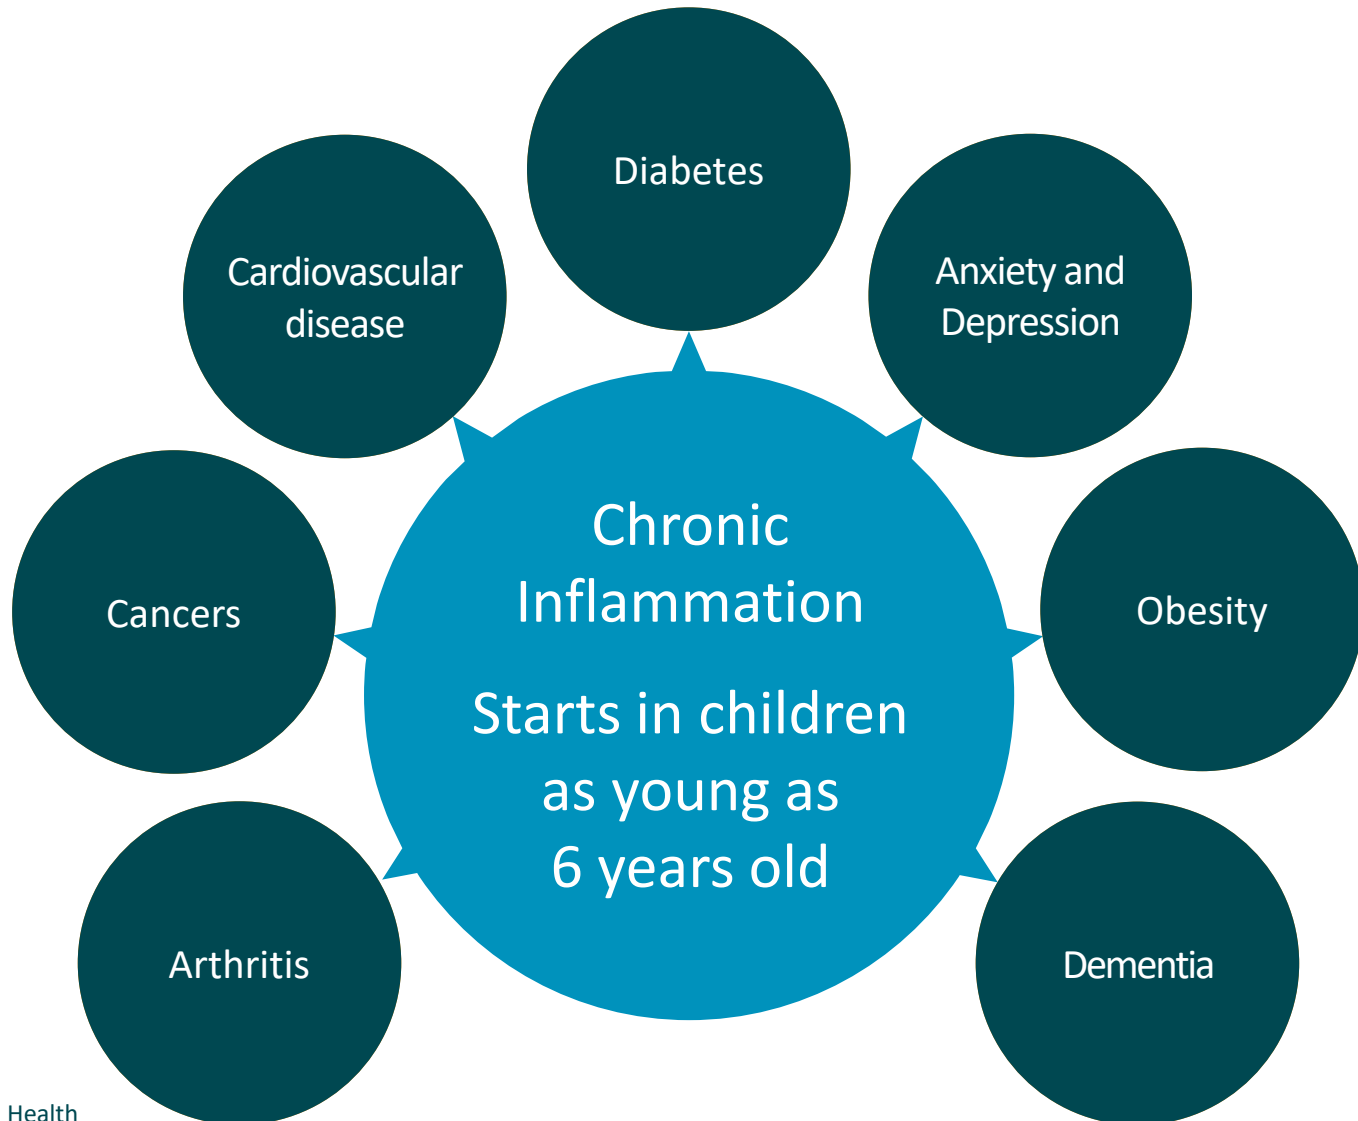 Diabetes
Cardiovascular
disease
Anxiety and
Depression
Chronic
Inflammation
Starts in children
as young as
6 years old
Cancers
Obesity
Arthritis
Dementia
Health